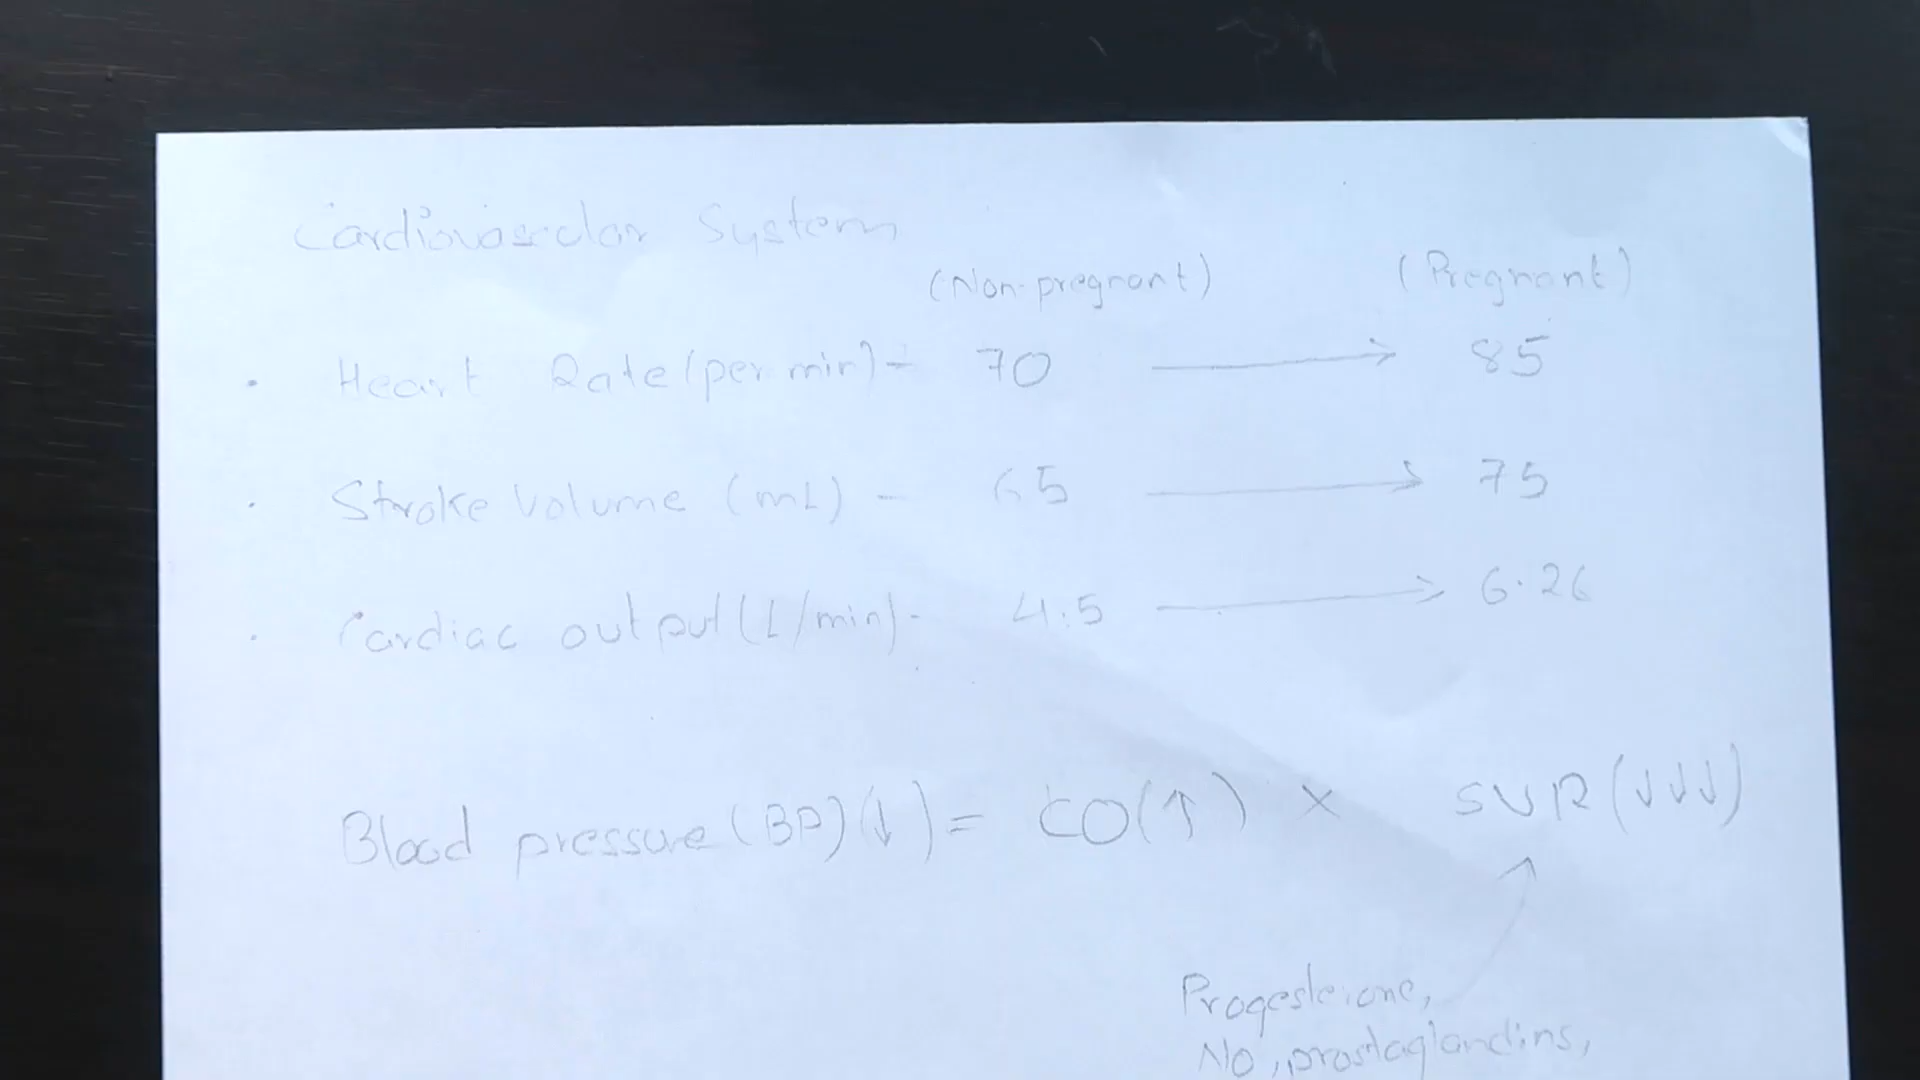 Cardiovascular System
(Non-pregnant) (Pregnant)
• Heart Rate (per min) - 70 → 85
• Stroke Volume (mL) - 65 → 75
• Cardiac output (L/min) - 4.5 → 6.26
Blood pressure (BP) (↓) = CO (↑) × SVR (↓↓↓)
Progesterone,
NO, prostaglandins,